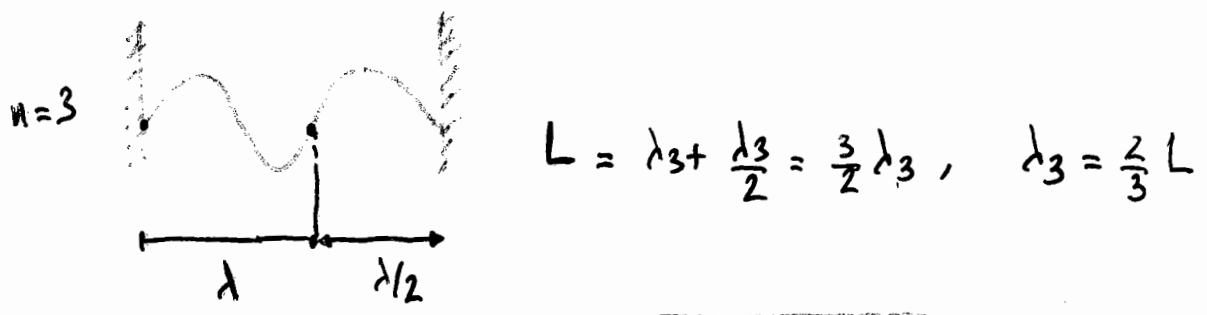 n=3
L = λ3 + λ3/2 = 3/2 λ3 , λ3 = 2/3 L
λ λ/2